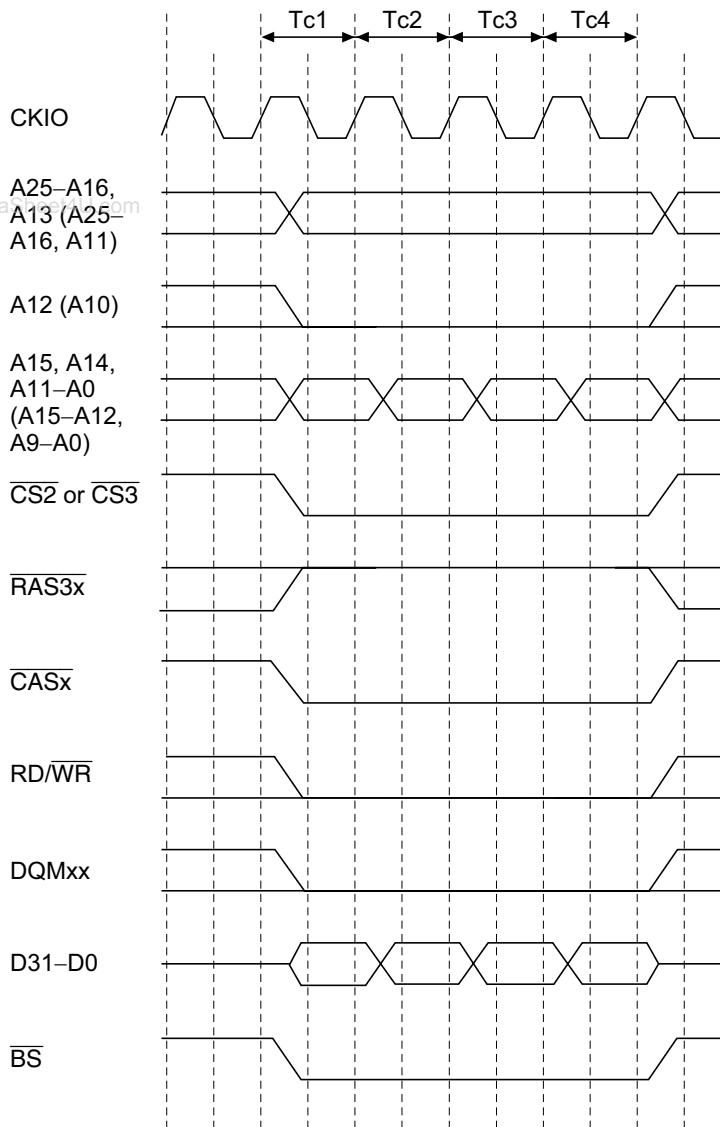 Tc1 Tc2 Tc3 Tc4
CKIO
A25–A16,
A13 (A25–
A16, A11)
A12 (A10)
A15, A14,
A11–A0
(A15–A12,
A9–A0)
CS2 or CS3
RAS3x
CASx
RD/WR
DQMxx
D31–D0
BS